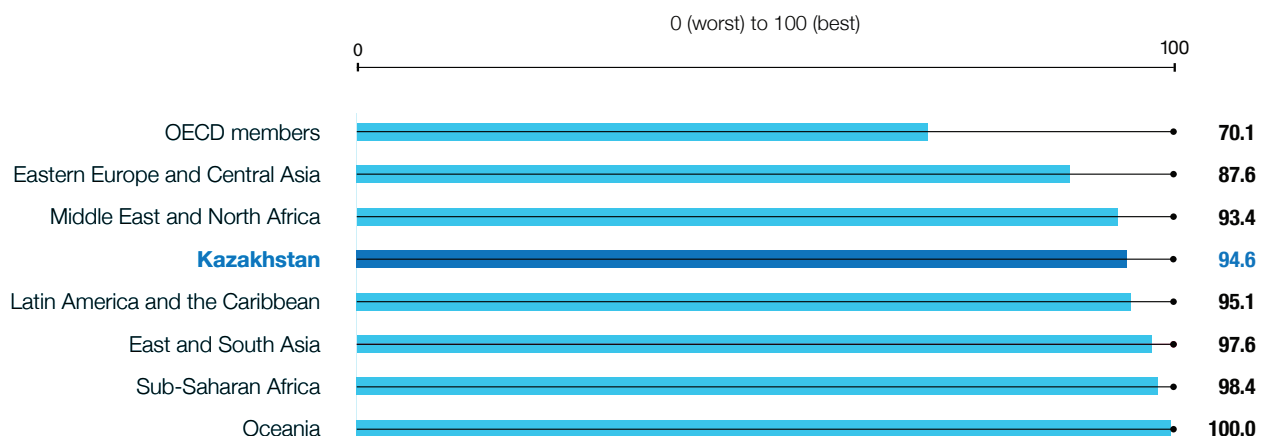 0 (worst) to 100 (best)
0 100
OECD members 70.1
Eastern Europe and Central Asia 87.6
Middle East and North Africa 93.4
Kazakhstan 94.6
Latin America and the Caribbean 95.1
East and South Asia 97.6
Sub-Saharan Africa 98.4
Oceania 100.0